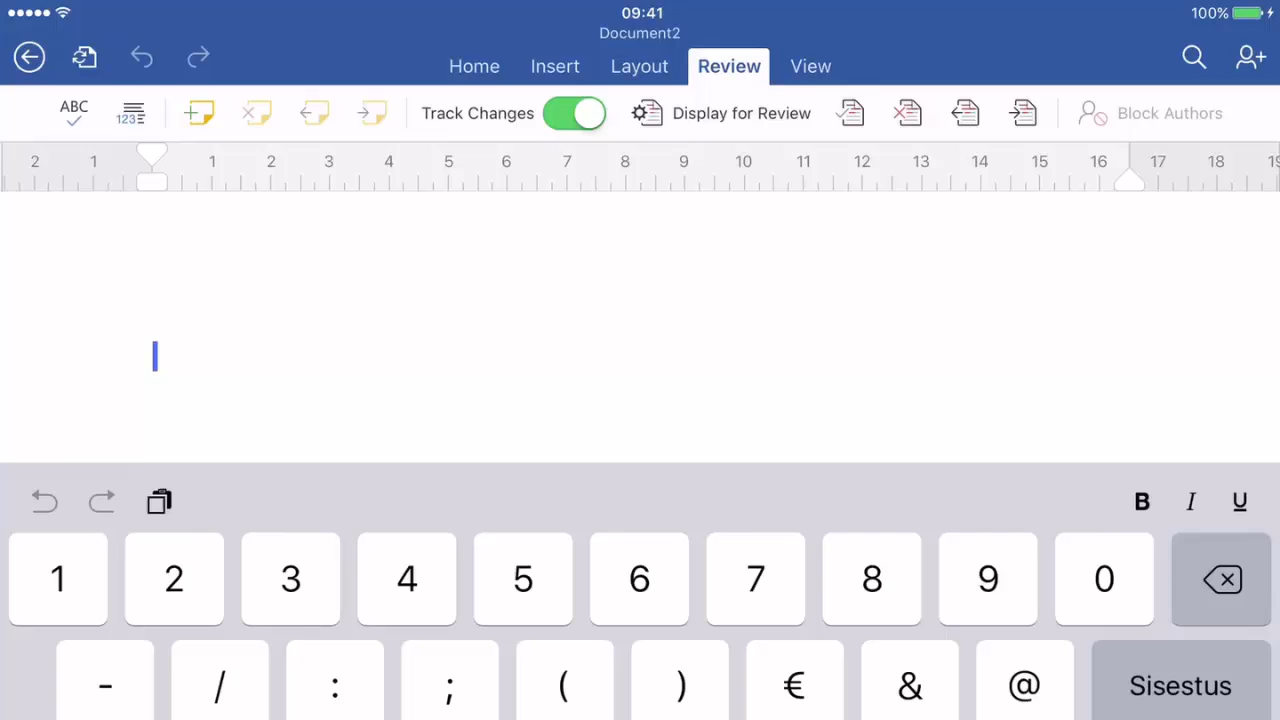 09:41
100%
Document2
Home Insert Layout Review View
ABC
123
Track Changes Display for Review Block Authors
2 1 1 2 3 4 5 6 7 8 9 10 11 12 13 14 15 16 17 18
B I U
1 2 3 4 5 6 7 8 9 0
- / : ; ( ) € & @ Sisestus